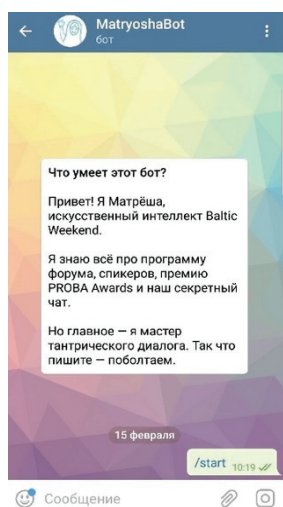 MatryoshaBot
бот
Что умеет этот бот?
Привет! Я Матрёша,
искусственный интеллект Baltic
Weekend.
Я знаю всё про программу
форума, спикеров, премию
PROBA Awards и наш секретный
чат.
Но главное — я мастер
тантрического диалога. Так что
пишите — поболтаем.
15 февраля
/start 10:19
Сообщение